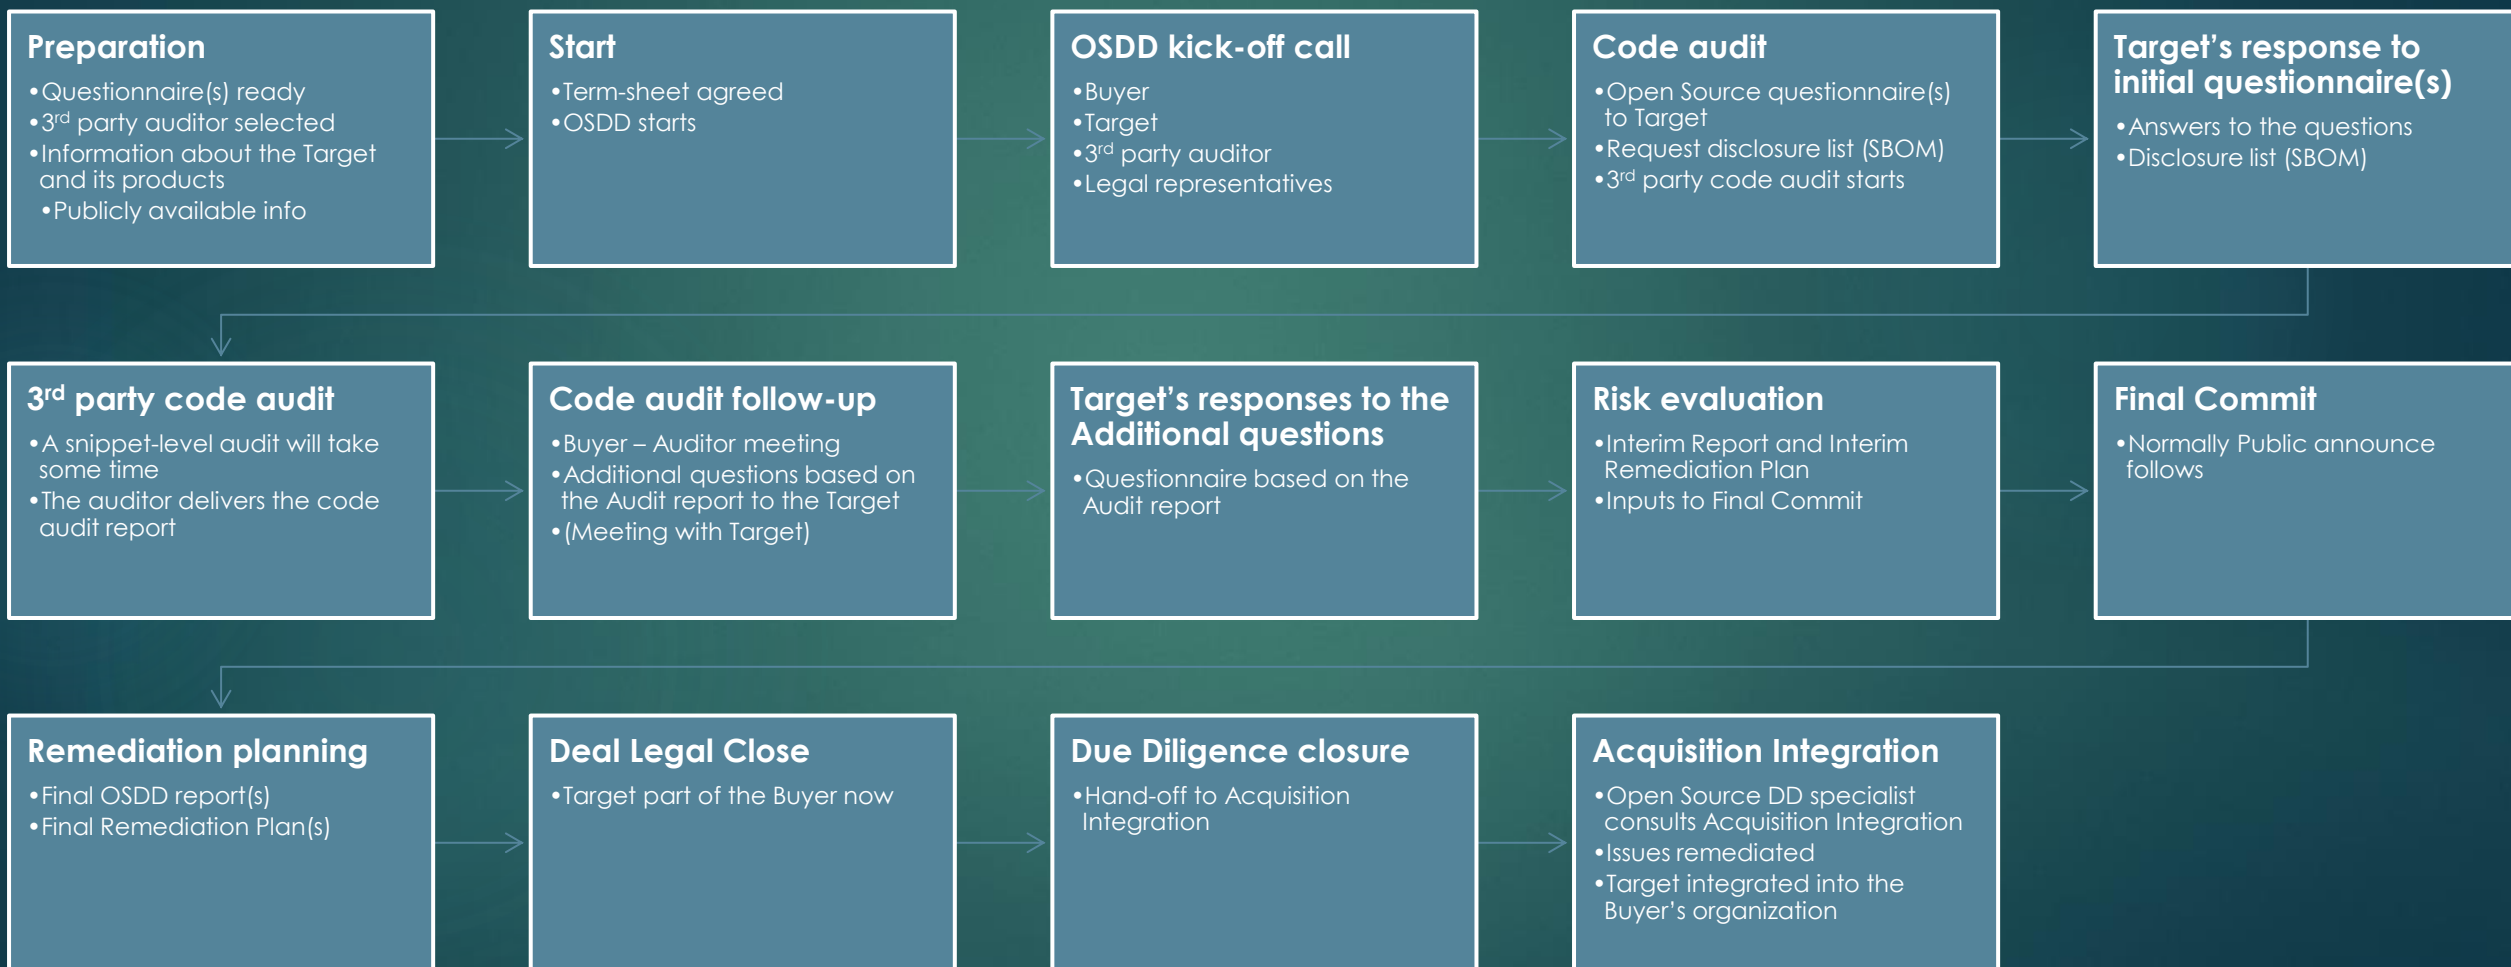 Preparation
•Questionnaire(s) ready
•3rd party auditor selected
•Information about the Target
and its products
•Publicly available info
Start
•Term-sheet agreed
•OSDD starts
OSDD kick-off call
•Buyer
•Target
•3rd party auditor
•Legal representatives
Code audit
•Open Source questionnaire(s)
to Target
•Request disclosure list (SBOM)
•3rd party code audit starts
Target's response to
initial questionnaire(s)
•Answers to the questions
•Disclosure list (SBOM)
3rd party code audit
•A snippet-level audit will take
some time
•The auditor delivers the code
audit report
Code audit follow-up
•Buyer – Auditor meeting
•Additional questions based on
the Audit report to the Target
•(Meeting with Target)
Target's responses to the
Additional questions
•Questionnaire based on the
Audit report
Risk evaluation
•Interim Report and Interim
Remediation Plan
•Inputs to Final Commit
Final Commit
•Normally Public announce
follows
Remediation planning
•Final OSDD report(s)
•Final Remediation Plan(s)
Deal Legal Close
•Target part of the Buyer now
Due Diligence closure
•Hand-off to Acquisition
Integration
Acquisition Integration
•Open Source DD specialist
consults Acquisition Integration
•Issues remediated
•Target integrated into the
Buyer's organization